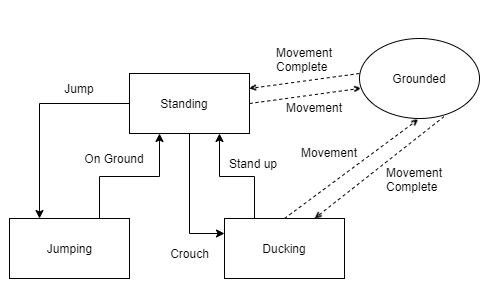 Movement
Complete
Grounded
Jump
Standing
Movement
On Ground
Stand up
Movement
Movement
Complete
Jumping
Crouch
Ducking